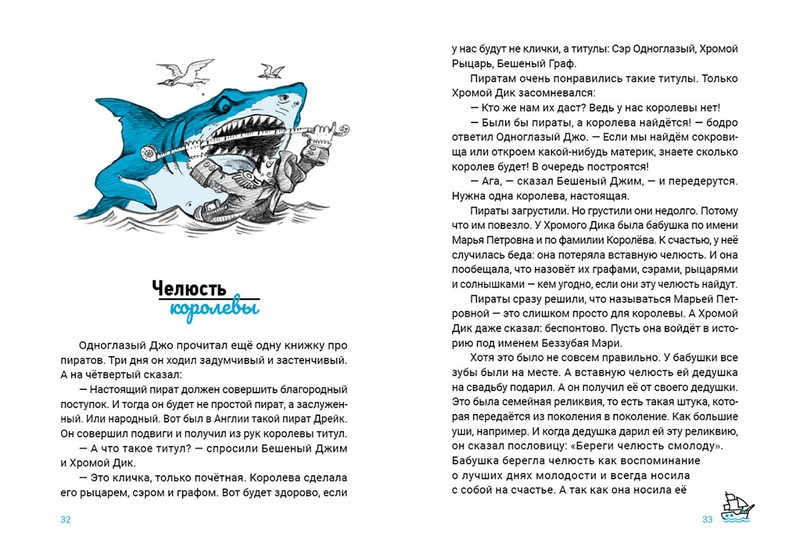 Челюсть
королевы
Одноглазый Джо прочитал ещё одну книжку про
пиратов. Три дня он ходил задумчивый и застенчивый.
А на чётвертый сказал:
— Настоящий пират должен совершить благородный
поступок. И тогда он будет не простой пират, а заслужен-
ный. Или народный. Вот был в Англии такой пират Дрейк.
Он совершил подвиги и получил из рук королевы титул.
— А что такое титул? — спросили Бешеный Джим
и Хромой Дик.
— Это кличка, только почётная. Королева сделала
его рыцарем, сэром и графом. Вот будет здорово, если
32
у нас будут не клички, а титулы: Сэр Одноглазый, Хромой
Рыцарь, Бешеный Граф.
Пиратам очень понравились такие титулы. Только
Хромой Дик засомневался:
— Кто же нам их даст? Ведь у нас королевы нет!
— Были бы пираты, а королева найдётся! — бодро
ответил Одноглазый Джо. — Если мы найдём сокрови-
ща или откроем какой-нибудь материк, знаете сколько
королев будет! В очередь построятся!
— Ага, — сказал Бешеный Джим, — и передерутся.
Нужна одна королева, настоящая.
Пираты загрустили. Но грустили они недолго. Потому
что им повезло. У Хромого Дика была бабушка по имени
Марья Петровна и по фамилии Королёва. К счастью, у неё
случилась беда: она потеряла вставную челюсть. И она
пообещала, что назовёт их графами, сэрами, рыцарями
и солнышками — кем угодно, если они эту челюсть найдут.
Пираты сразу решили, что называться Марьей Пет-
ровной — это слишком просто для королевы. А Хромой
Дик даже сказал: беспонтово. Пусть она войдёт в исто-
рию под именем Беззубая Мэри.
Хотя это было не совсем правильно. У бабушки все
зубы были на месте. А вставную челюсть ей дедушка
на свадьбу подарил. А он получил её от своего дедушки.
Это была семейная реликвия, то есть такая штука, кото-
рая передаётся из поколения в поколение. Как большие
уши, например. И когда дедушка дарил ей эту реликвию,
он сказал пословицу: «Береги челюсть смолоду».
Бабушка берегла челюсть как воспоминание
о лучших днях молодости и всегда носила
с собой на счастье. А так как она носила её
33